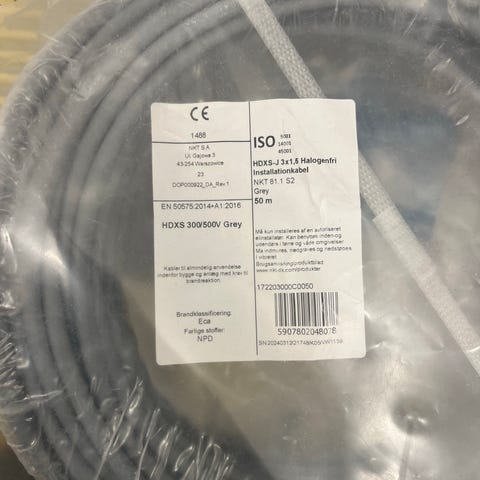 CE
1488
NKT S.A
Ul. Gajowa 3
43-254 Warszowice
23
DOP000922_DA_Rev.1
EN 50575:2014+A1:2016
HDXS 300/500V Grey
Kabler til almindelig anvendelse
indenfor bygge og anlæg med krav til
brandreaktion.
Brandklassificering:
Eca
Farlige stoffer:
NPD
ISO 9001
14001
45001
HDXS-J 3x1,5 Halogenfri
Installationkabel
NKT 81.1 S2
Grey
50 m
Må kun installeres af en autoriseret
elinstallatør. Kan benyttes inden-og
udendørs i tørre og våde omgivelser
Må indmures, nedgraves og nedstøbes
i vibreret
Brugsanvisning/produktblad:
www.nkt-dk.com/produkter
172203000C0050
5907802048078